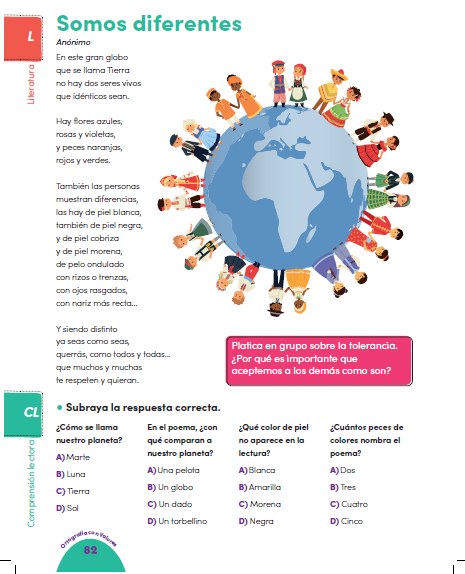 L
Literatura
Somos diferentes
Anónimo
En este gran globo
que se llama Tierra
no hay dos seres vivos
que idénticos sean.
Hay flores azules,
rosas y violetas,
y peces naranjas,
rojos y verdes.
También las personas
muestran diferencias,
las hay de piel blanca,
también de piel negra,
y de piel cobriza
y de piel morena,
de pelo ondulado
con rizos o trenzas,
con ojos rasgados,
con nariz más recta...
Y siendo distinto
ya seas como seas,
querrás, como todos y todas...
que muchos y muchas
te respeten y quieran.
Platica en grupo sobre la tolerancia.
¿Por qué es importante que
aceptemos a los demás como son?
CL
Comprensión lectora
• Subraya la respuesta correcta.
¿Cómo se llama
nuestro planeta?
A) Marte
B) Luna
C) Tierra
D) Sol
En el poema, ¿con
qué comparan a
nuestro planeta?
A) Una pelota
B) Un globo
C) Un dado
D) Un torbellino
¿Qué color de piel
no aparece en la
lectura?
A) Blanca
B) Amarilla
C) Morena
D) Negra
¿Cuántos peces de
colores nombra el
poema?
A) Dos
B) Tres
C) Cuatro
D) Cinco
Ortografía con Valores
82